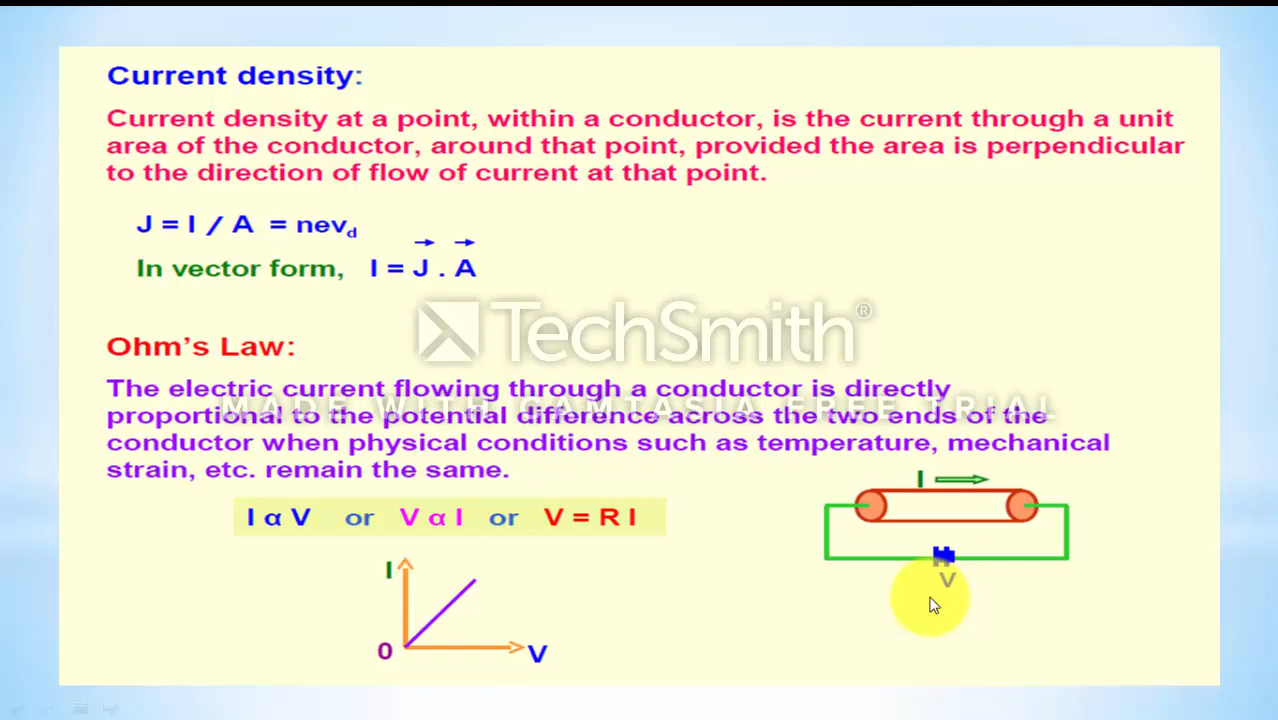 Current density:
Current density at a point, within a conductor, is the current through a unit
area of the conductor, around that point, provided the area is perpendicular
to the direction of flow of current at that point.
J = I / A = nevd
In vector form, I = J . A
TechSmith®
Ohm's Law:
The electric current flowing through a conductor is directly
MADE WITH CAMTASIA FREE TRIAL
proportional to the potential difference across the two ends of the
conductor when physical conditions such as temperature, mechanical
strain, etc. remain the same.
I
I α V or V α I or V = R I
I
V
0
V